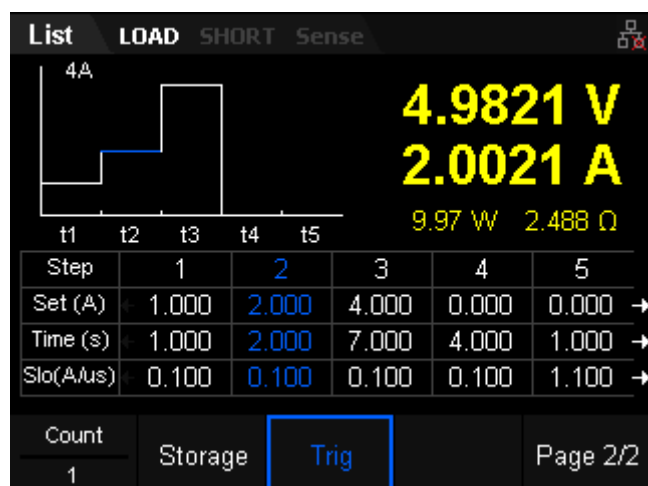 List LOAD SHORT Sense
4A
4.9821 V
2.0021 A
9.97 W 2.488 Ω
t1 t2 t3 t4 t5
Step 1 2 3 4 5
Set (A) ← 1.000 2.000 4.000 0.000 0.000 →
Time (s) ← 1.000 2.000 7.000 4.000 1.000 →
Slo(A/us) ← 0.100 0.100 0.100 0.100 1.100 →
Count
1
Storage Trig Page 2/2